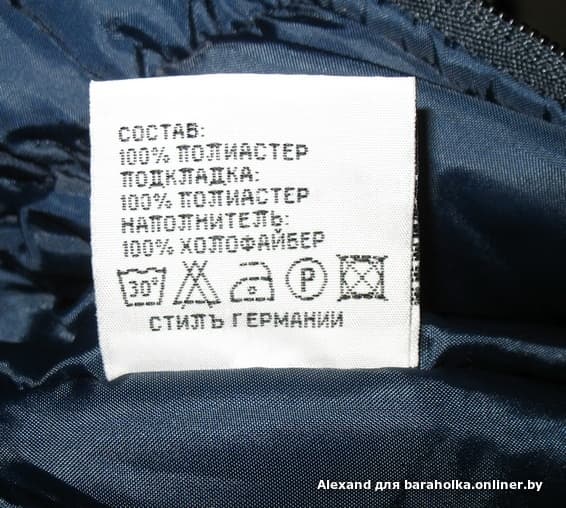 СОСТАВ:
100% ПОЛИАСТЕР
ПОДКЛАДКА:
100% ПОЛИАСТЕР
НАПОЛНИТЕЛЬ:
100% ХОЛОФАЙБЕР
30° P
СТИЛЪ ГЕРМАНИИ
Alexand для baraholka.onliner.by